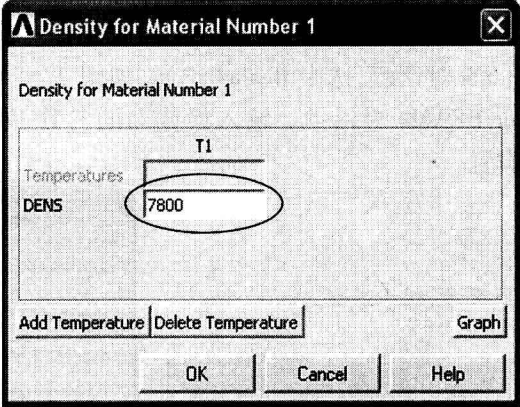 Density for Material Number 1
Density for Material Number 1
T1
Temperatures
DENS 7800
Add Temperature Delete Temperature Graph
OK Cancel Help